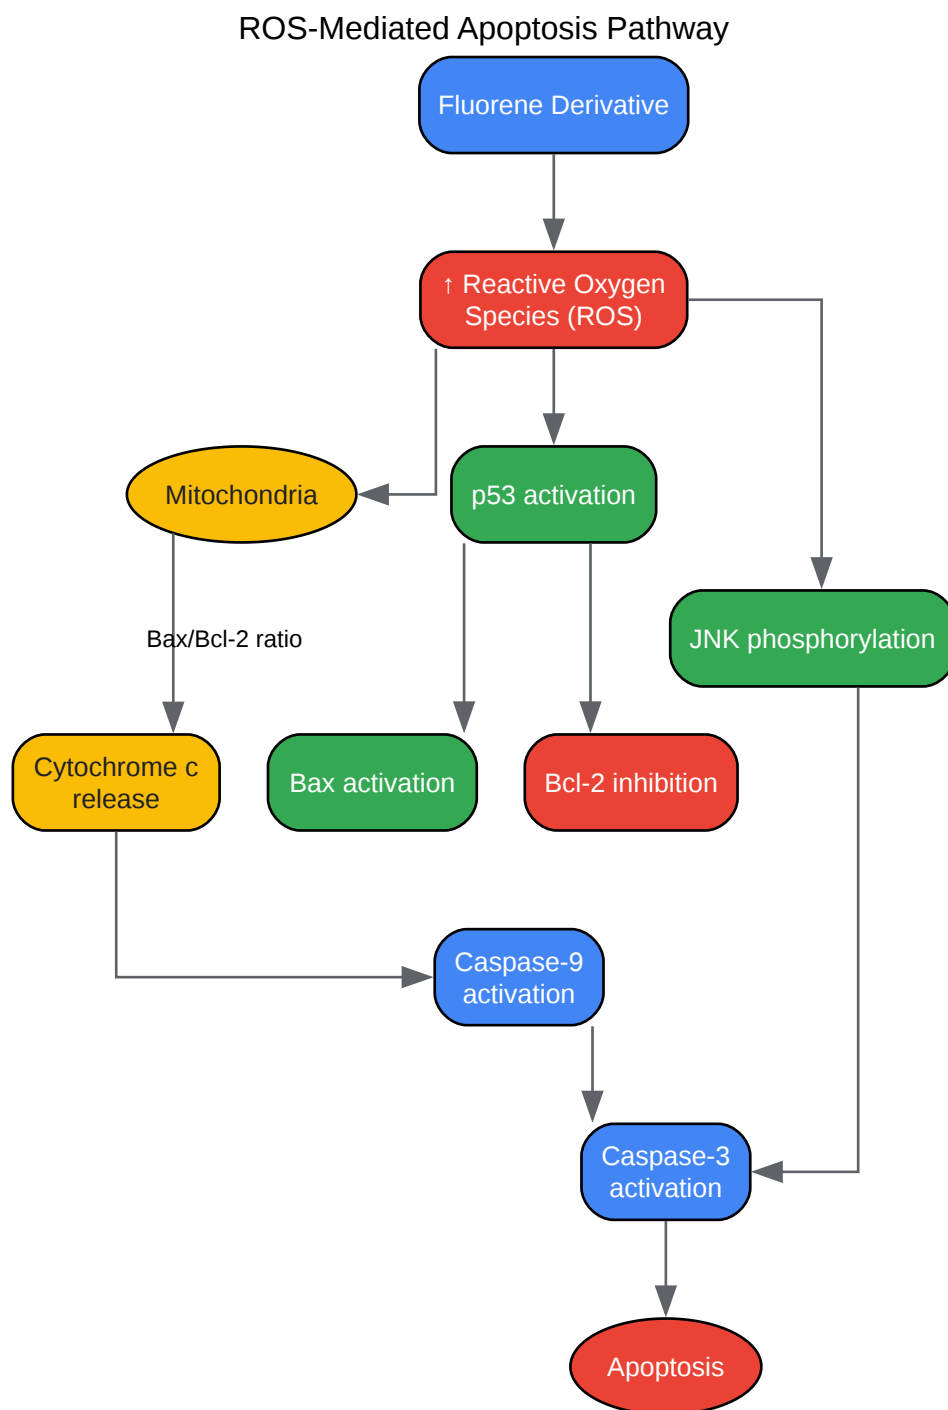 ROS-Mediated Apoptosis Pathway
Fluorene Derivative
↑ Reactive Oxygen
Species (ROS)
Mitochondria
p53 activation
Bax/Bcl-2 ratio
JNK phosphorylation
Cytochrome c
release
Bax activation
Bcl-2 inhibition
Caspase-9
activation
Caspase-3
activation
Apoptosis